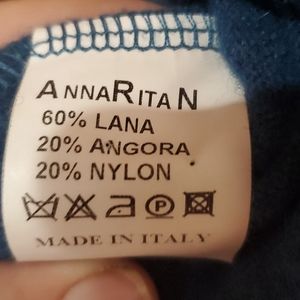 ANNARITA N
60% LANA
20% ANGORA
20% NYLON
P
MADE IN ITALY